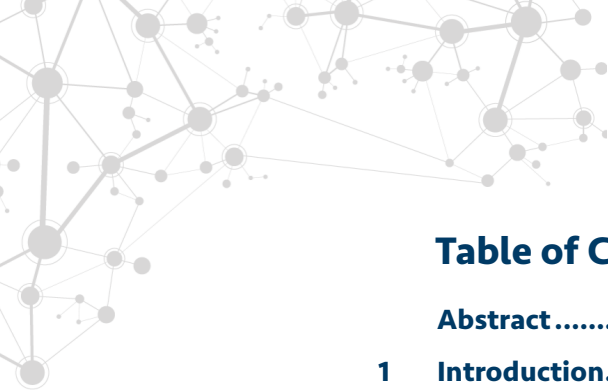 Table of C
Abstract........
1 Introduction.